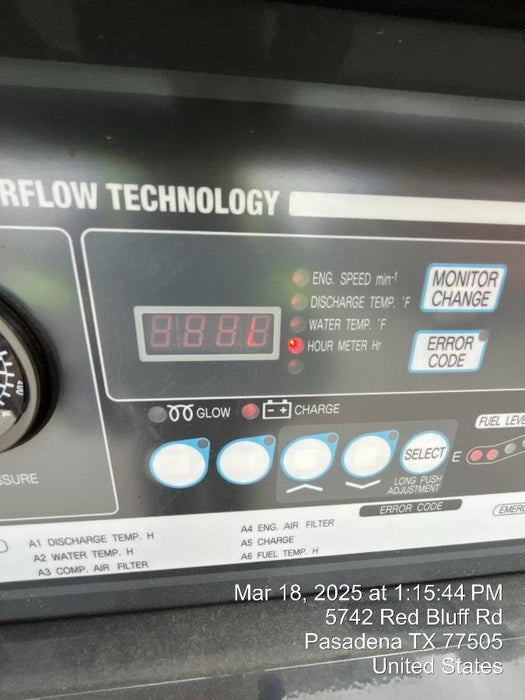 RFLOW TECHNOLOGY
ENG. SPEED min-1
DISCHARGE TEMP. °F
WATER TEMP. °F
HOUR METER Hr
MONITOR
CHANGE
ERROR
CODE
GLOW
- +
CHARGE
FUEL LEVE
SELECT
E
LONG PUSH
ADJUSTMENT
SSURE
ERROR CODE
EMERG
A1 DISCHARGE TEMP. H
A2 WATER TEMP. H
A3 COMP. AIR FILTER
A4 ENG. AIR FILTER
A5 CHARGE
A6 FUEL TEMP. H
Mar 18, 2025 at 1:15:44 PM
5742 Red Bluff Rd
Pasadena TX 77505
United States